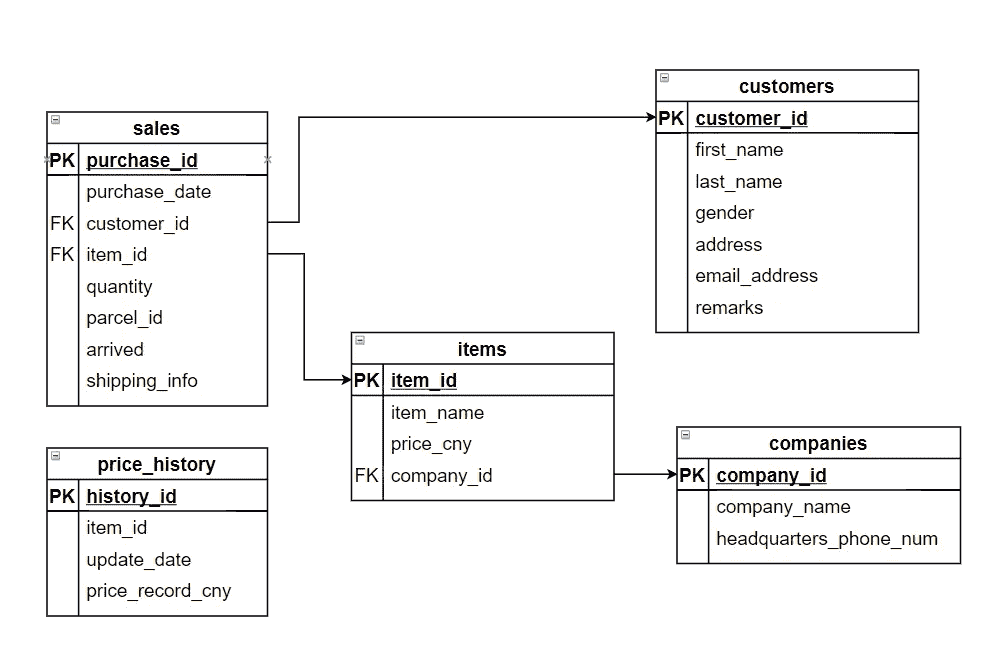 sales
PK purchase_id
purchase_date
FK customer_id
FK item_id
quantity
parcel_id
arrived
shipping_info
customers
PK customer_id
first_name
last_name
gender
address
email_address
remarks
items
PK item_id
item_name
price_cny
FK company_id
price_history
PK history_id
item_id
update_date
price_record_cny
companies
PK company_id
company_name
headquarters_phone_num